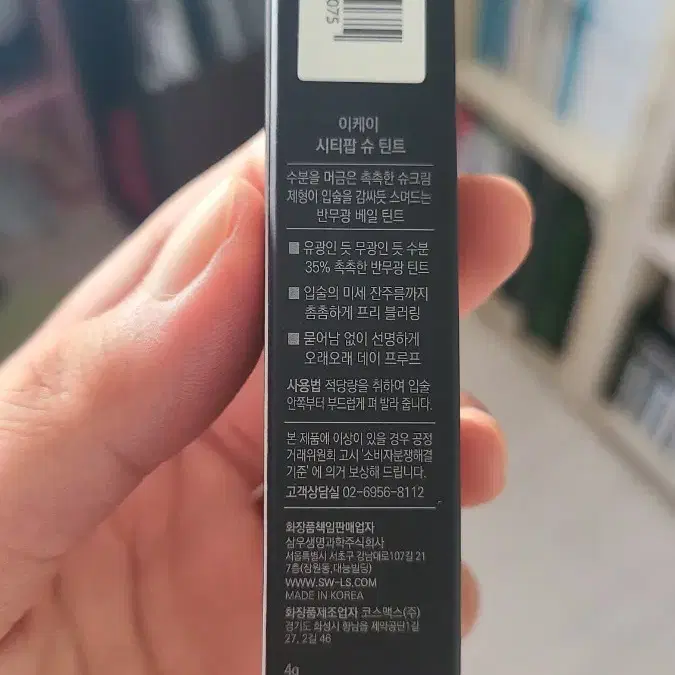 075
이케이
시티팝 슈 틴트
수분을 머금은 촉촉한 슈크림
제형이 입술을 감싸듯 스며드는
반무광 베일 틴트
유광인 듯 무광인 듯 수분
35% 촉촉한 반무광 틴트
입술의 미세 잔주름까지
촘촘하게 프리 블러링
묻어남 없이 선명하게
오래오래 데이 프루프
사용법 적당량을 취하여 입술
안쪽부터 부드럽게 펴 발라 줍니다.
본 제품에 이상이 있을 경우 공정
거래위원회 고시 '소비자분쟁해결
기준' 에 의거 보상해 드립니다.
고객상담실 02-6956-8112
화장품책임판매업자
삼우생명과학주식회사
서울특별시 서초구 강남대로107길 21
7층(잠원동,대능빌딩)
WWW.SW-LS.COM
MADE IN KOREA
화장품제조업자 코스맥스(주)
경기도 화성시 향남읍 제약공단1길
27, 2길 46
4g